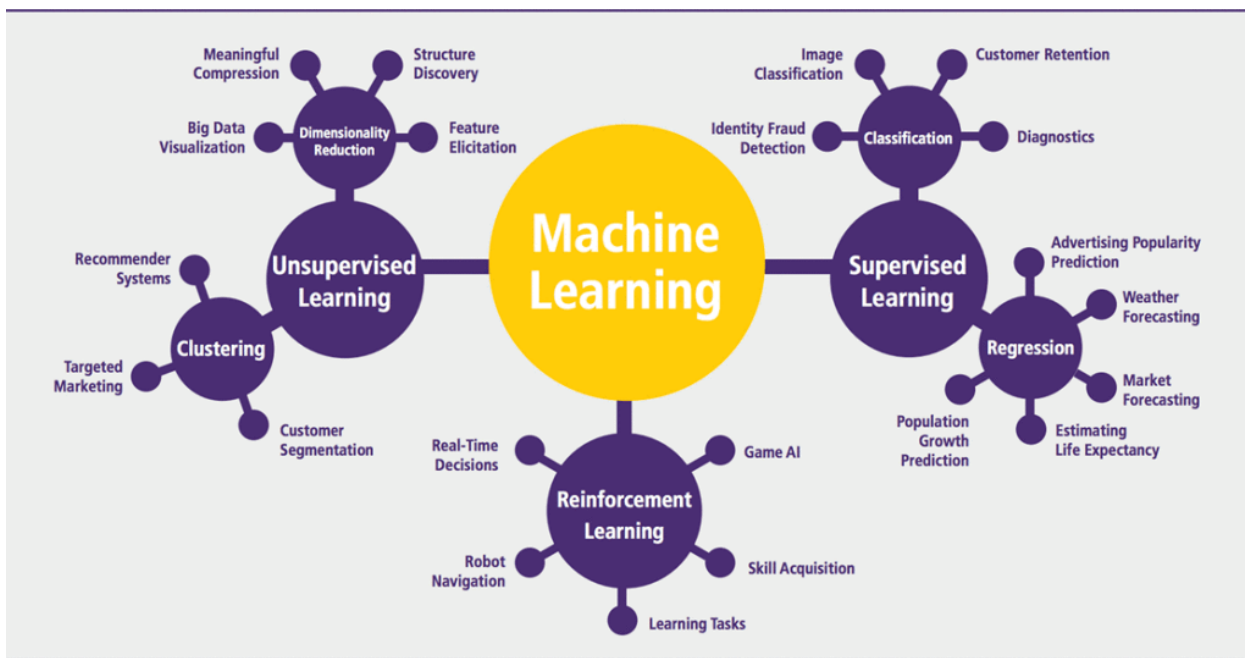 Machine
Learning
Unsupervised
Learning
Dimensionality
Reduction
Meaningful
Compression
Structure
Discovery
Big Data
Visualization
Feature
Elicitation
Clustering
Recommender
Systems
Targeted
Marketing
Customer
Segmentation
Supervised
Learning
Classification
Image
Classification
Customer Retention
Identity Fraud
Detection
Diagnostics
Regression
Advertising Popularity
Prediction
Weather
Forecasting
Market
Forecasting
Population
Growth
Prediction
Estimating
Life Expectancy
Reinforcement
Learning
Real-Time
Decisions
Game AI
Robot
Navigation
Skill Acquisition
Learning Tasks